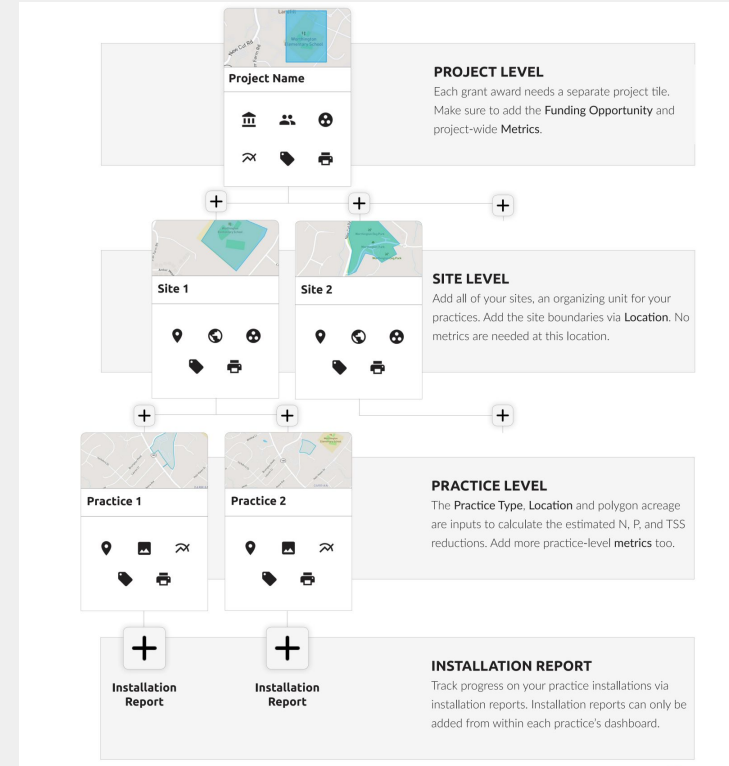 New Cut Rd
Project Name
PROJECT LEVEL
Each grant award needs a separate project tile.
Make sure to add the Funding Opportunity and
project-wide Metrics.
Site 1
Site 2
SITE LEVEL
Add all of your sites, an organizing unit for your
practices. Add the site boundaries via Location. No
metrics are needed at this location.
Practice 1
Practice 2
PRACTICE LEVEL
The Practice Type, Location and polygon acreage
are inputs to calculate the estimated N, P, and TSS
reductions. Add more practice-level metrics too.
Installation
Report
Installation
Report
INSTALLATION REPORT
Track progress on your practice installations via
installation reports. Installation reports can only be
added from within each practice's dashboard.